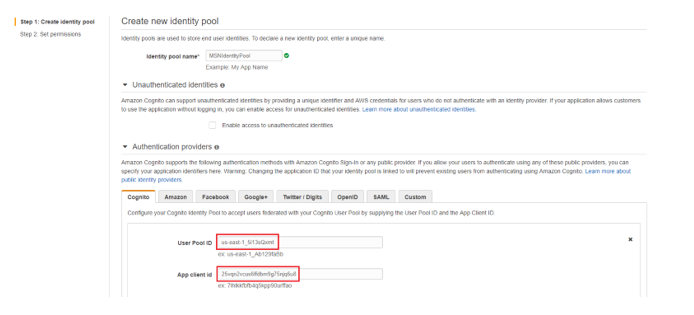 Step 1: Create identity pool
Step 2: Set permissions
Create new identity pool
Identity pools are used to store end user identities. To declare a new identity pool, enter a unique name.
Identity pool name* MSNIdentityPool
Example: My App Name
Unauthenticated identities
Amazon Cognito can support unauthenticated identities by providing a unique identifier and AWS credentials for users who do not authenticate with an identity provider. If your application allows customers
to use the application without logging in, you can enable access for unauthenticated identities. Learn more about unauthenticated identities.
Enable access to unauthenticated identities
Authentication providers
Amazon Cognito supports the following authentication methods with Amazon Cognito Sign-In or any public provider. If you allow your users to authenticate using any of these public providers, you can
specify your application identifiers here. Warning: Changing the application ID that your identity pool is linked to will prevent existing users from authenticating using Amazon Cognito. Learn more about
public identity providers.
Cognito Amazon Facebook Google+ Twitter / Digits OpenID SAML Custom
Configure your Cognito Identity Pool to accept users federated with your Cognito User Pool by supplying the User Pool ID and the App Client ID.
User Pool ID
ex: us-east-1_Ab129faBb
App client id
ex: 7lhlkkfbfb4q5kpp90urffao